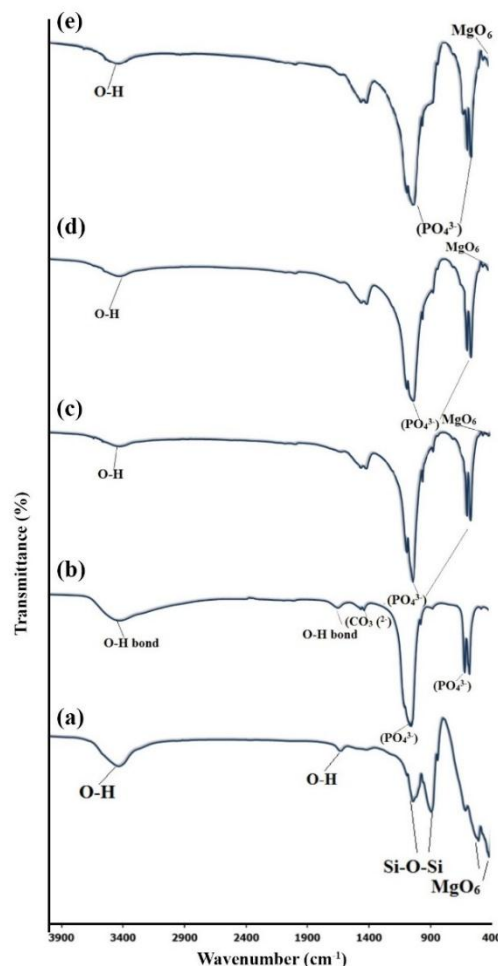 (e)
MgO₆
O-H
(PO₄³⁻)
(d)
MgO₆
O-H
(PO₄³⁻)
(c)
MgO₆
O-H
(PO₄³⁻)
(b)
O-H bond
O-H bond
(CO₃ (²⁻)
(PO₄³⁻)
(PO₄³⁻)
(a)
O-H
O-H
Si-O-Si
MgO₆
Transmittance (%)
3900 3400 2900 2400 1900 1400 900 400
Wavenumber (cm⁻¹)